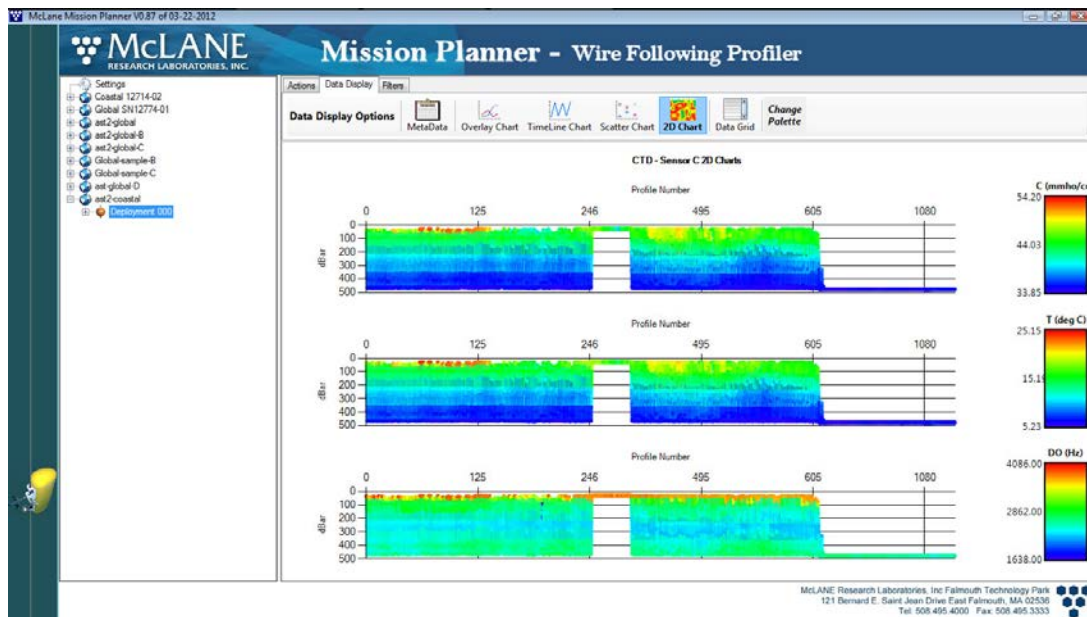 McLane Mission Planner V0.87 of 03-22-2012
McLANE
RESEARCH LABORATORIES, INC.
Mission Planner - Wire Following Profiler
Settings
Coastal 12714-02
Global SN12774-01
ast2-global
ast2-global-B
ast2-global-C
Global-sample-B
Global-sample-C
ast-global-D
ast2-coastal
Deployment 000
Actions Data Display Filters
Data Display Options
MetaData
Overlay Chart
TimeLine Chart
Scatter Chart
2D Chart
Data Grid
Change
Palette
CTD - Sensor C 2D Charts
Profile Number
0 125 246 495 605 1080
0
100
200
300
400
500
dBar
C (mmho/cm
54.20
44.03
33.85
Profile Number
0 125 246 495 605 1080
0
100
200
300
400
500
dBar
T (deg C)
25.15
15.19
5.23
Profile Number
0 125 246 495 605 1080
0
100
200
300
400
500
dBar
DO (Hz)
4086.00
2862.00
1638.00
McLANE Research Laboratories, Inc Falmouth Technology Park
121 Bernard E. Saint Jean Drive East Falmouth, MA 02536
Tel: 508.495.4000 Fax: 508.495.3333